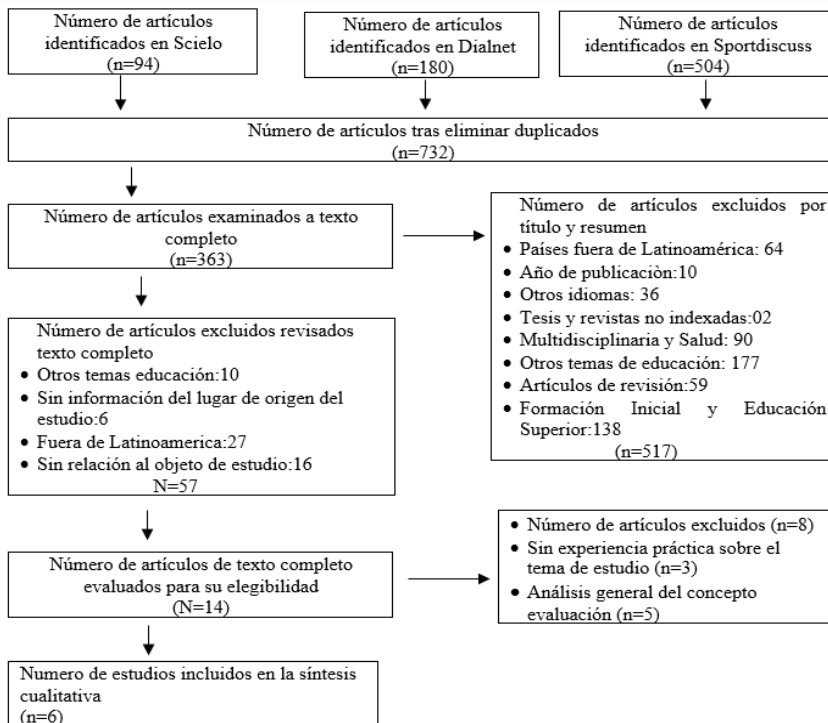 Número de artículos
identificados en Scielo
(n=94)
Número de artículos
identificados en Dialnet
(n=180)
Número de artículos
identificados en Sportdiscuss
(n=504)
Número de artículos tras eliminar duplicados
(n=732)
Número de artículos examinados a texto
completo
(n=363)
Número de artículos excluidos por
título y resumen
• Países fuera de Latinoamérica: 64
• Año de publicaciòn:10
• Otros idiomas: 36
• Tesis y revistas no indexadas:02
• Multidisciplinaria y Salud: 90
• Otros temas de educación: 177
• Artículos de revisión:59
• Formación Inicial y Educación
Superior:138
(n=517)
Número de artículos excluidos revisados
texto completo
• Otros temas educación:10
• Sin información del lugar de origen del
estudio:6
• Fuera de Latinoamerica:27
• Sin relación al objeto de estudio:16
N=57
Número de artículos de texto completo
evaluados para su elegibilidad
(N=14)
• Número de artículos excluidos (n=8)
• Sin experiencia práctica sobre el
tema de estudio (n=3)
• Análisis general del concepto
evaluación (n=5)
Numero de estudios incluidos en la síntesis
cualitativa
(n=6)